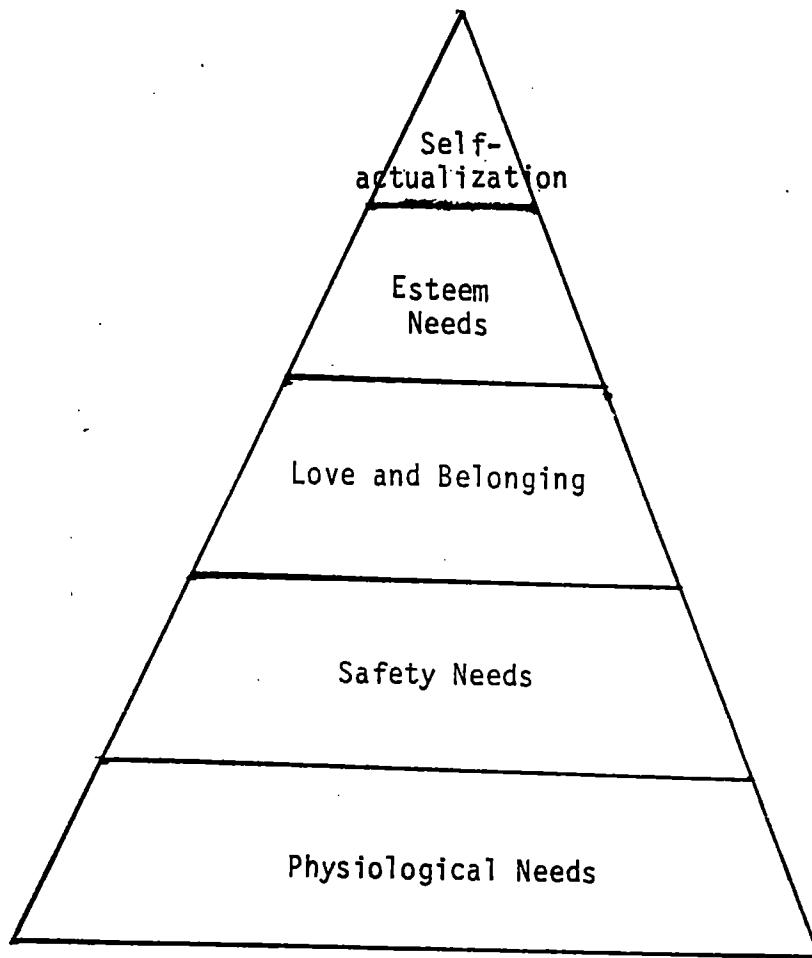 Self-
actualization
Esteem
Needs
Love and Belonging
Safety Needs
Physiological Needs